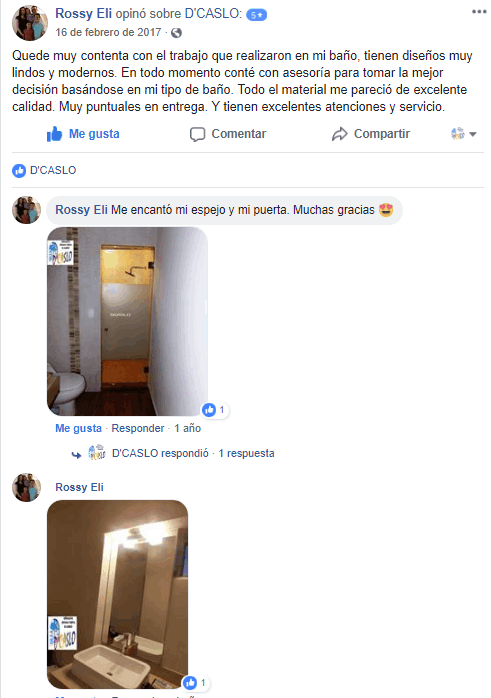 Rossy Eli opinó sobre D'CASLO: 5★
16 de febrero de 2017 ·
Quede muy contenta con el trabajo que realizaron en mi baño, tienen diseños muy
lindos y modernos. En todo momento conté con asesoría para tomar la mejor
decisión basándose en mi tipo de baño. Todo el material me pareció de excelente
calidad. Muy puntuales en entrega. Y tienen excelentes atenciones y servicio.
Me gusta Comentar Compartir
D'CASLO
Rossy Eli Me encantó mi espejo y mi puerta. Muchas gracias 😍
1
Me gusta · Responder · 1 año
D'CASLO respondió · 1 respuesta
Rossy Eli
1